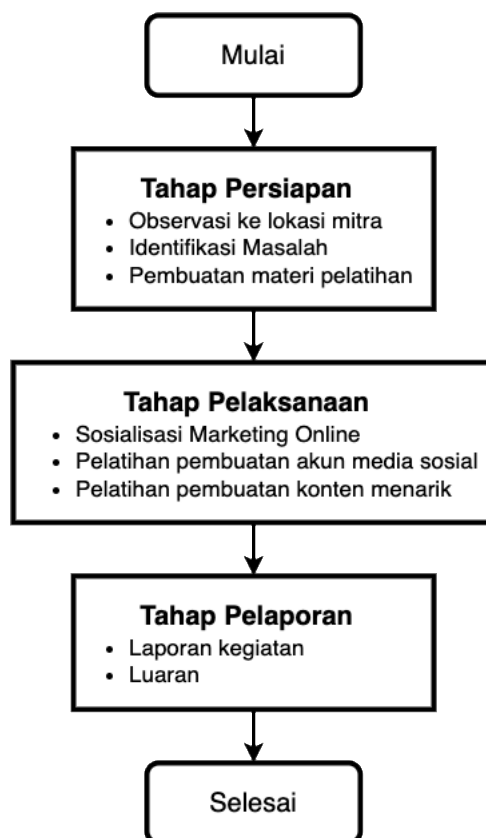 Mulai
Tahap Persiapan
• Observasi ke lokasi mitra
• Identifikasi Masalah
• Pembuatan materi pelatihan
Tahap Pelaksanaan
• Sosialisasi Marketing Online
• Pelatihan pembuatan akun media sosial
• Pelatihan pembuatan konten menarik
Tahap Pelaporan
• Laporan kegiatan
• Luaran
Selesai